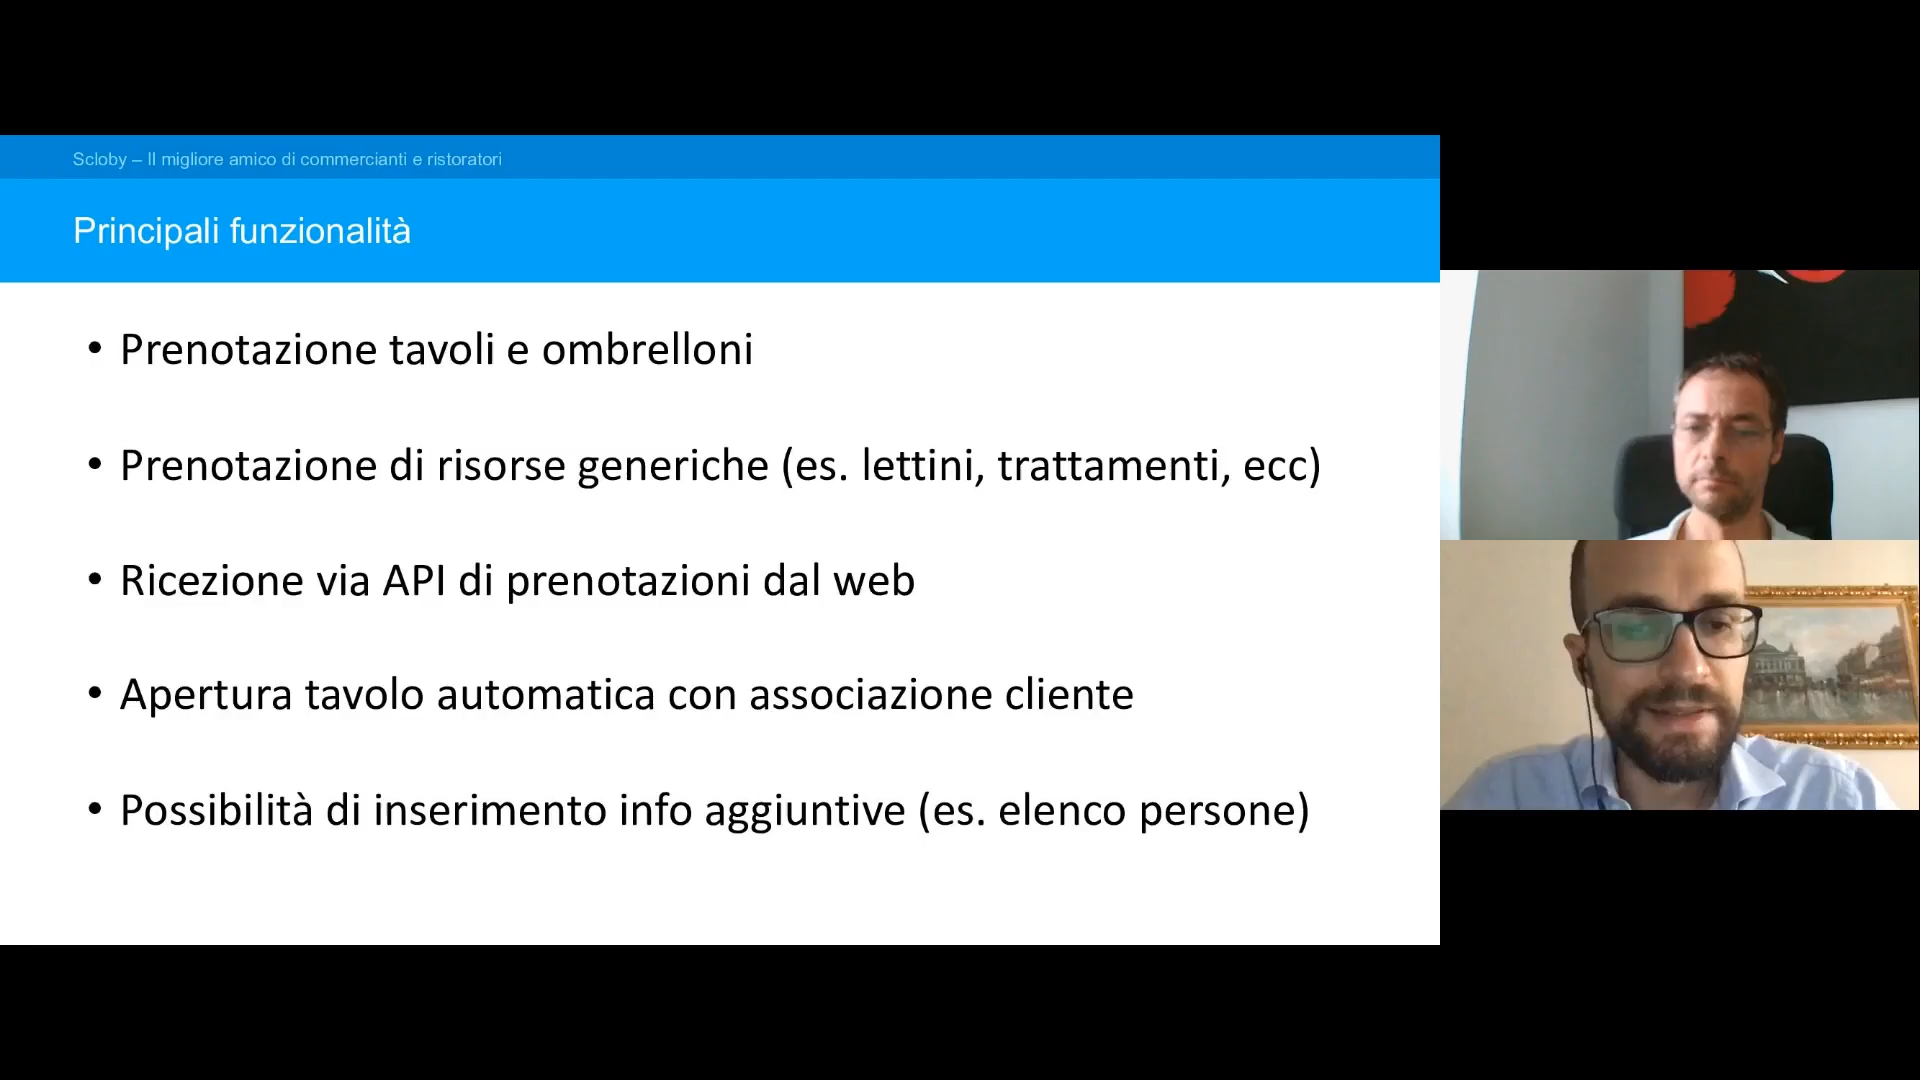 Scloby – Il migliore amico di commercianti e ristoratori
Principali funzionalità
• Prenotazione tavoli e ombrelloni
• Prenotazione di risorse generiche (es. lettini, trattamenti, ecc)
• Ricezione via API di prenotazioni dal web
• Apertura tavolo automatica con associazione cliente
• Possibilità di inserimento info aggiuntive (es. elenco persone)